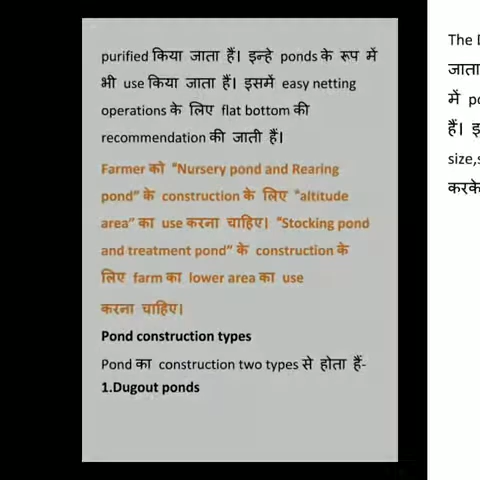 purified किया जाता हैं। इन्हे ponds के रूप में
भी use किया जाता हैं। इसमें easy netting
operations के लिए flat bottom की
recommendation की जाती हैं।
Farmer को "Nursery pond and Rearing
pond" के construction के लिए "altitude
area" का use करना चाहिए। "Stocking pond
and treatment pond" के construction के
लिए farm का lower area का use
करना चाहिए।
Pond construction types
Pond का construction two types से होता हैं-
1.Dugout ponds
The
जाता
में
हैं।
करके